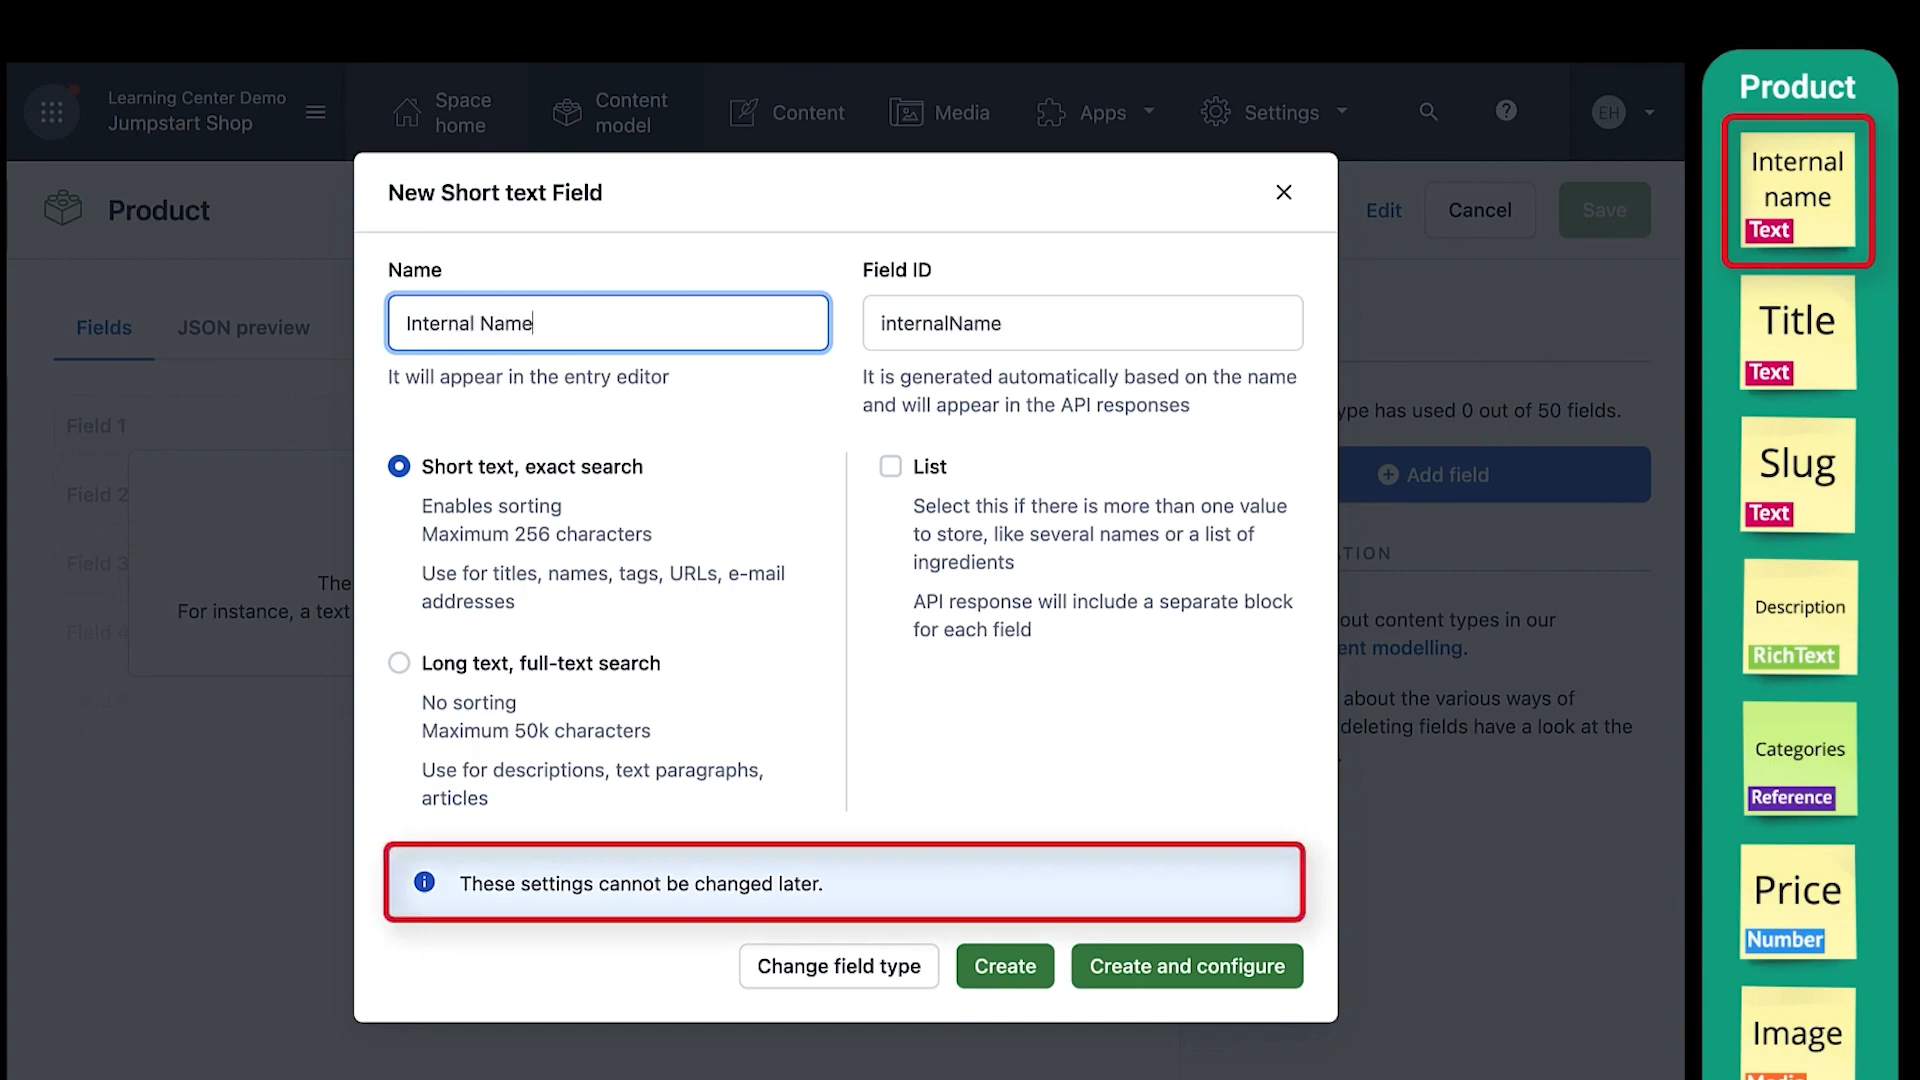 Learning Center Demo
Jumpstart Shop
Space
home
Content
model
Content
Media
Apps
Settings
EH
Product
Edit
Cancel
Save
Fields
JSON preview
Field 1
Field 2
Field 3
Field 4
The
For instance, a text
ype has used 0 out of 50 fields.
Add field
TION
out content types in our
ent modelling.
about the various ways of
deleting fields have a look at the
New Short text Field
Name
Internal Name
It will appear in the entry editor
Field ID
internalName
It is generated automatically based on the name
and will appear in the API responses
Short text, exact search
Enables sorting
Maximum 256 characters
Use for titles, names, tags, URLs, e-mail
addresses
Long text, full-text search
No sorting
Maximum 50k characters
Use for descriptions, text paragraphs,
articles
List
Select this if there is more than one value
to store, like several names or a list of
ingredients
API response will include a separate block
for each field
These settings cannot be changed later.
Change field type
Create
Create and configure
Product
Internal
name
Text
Title
Text
Slug
Text
Description
RichText
Categories
Reference
Price
Number
Image
Media